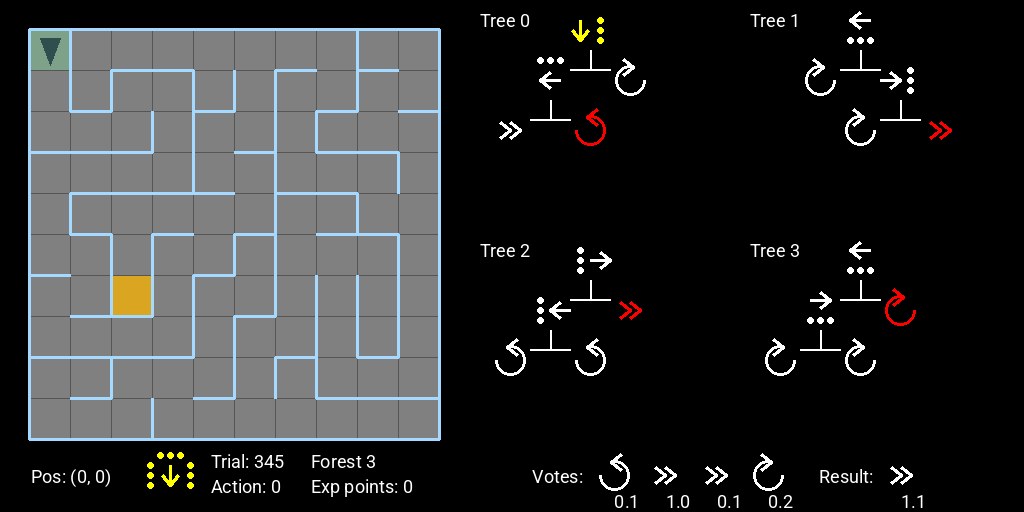 Tree 0
Tree 1
Tree 2
Tree 3
Pos: (0, 0)
Trial: 345
Forest 3
Action: 0
Exp points: 0
Votes:
0.1
1.0
0.1
0.2
Result:
1.1